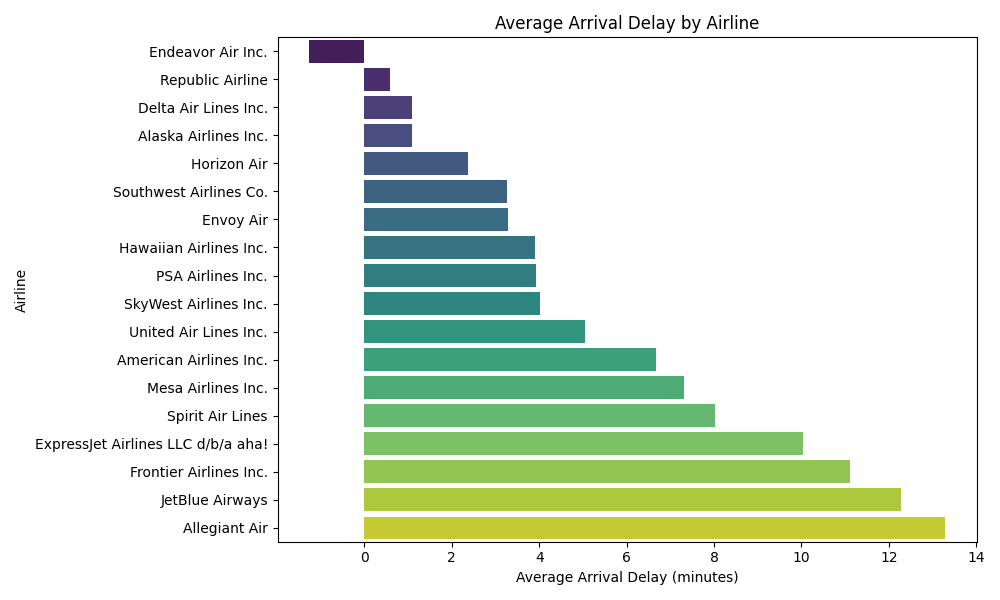 Average Arrival Delay by Airline
Airline
Endeavor Air Inc.
Republic Airline
Delta Air Lines Inc.
Alaska Airlines Inc.
Horizon Air
Southwest Airlines Co.
Envoy Air
Hawaiian Airlines Inc.
PSA Airlines Inc.
SkyWest Airlines Inc.
United Air Lines Inc.
American Airlines Inc.
Mesa Airlines Inc.
Spirit Air Lines
ExpressJet Airlines LLC d/b/a aha!
Frontier Airlines Inc.
JetBlue Airways
Allegiant Air
0 2 4 6 8 10 12 14
Average Arrival Delay (minutes)